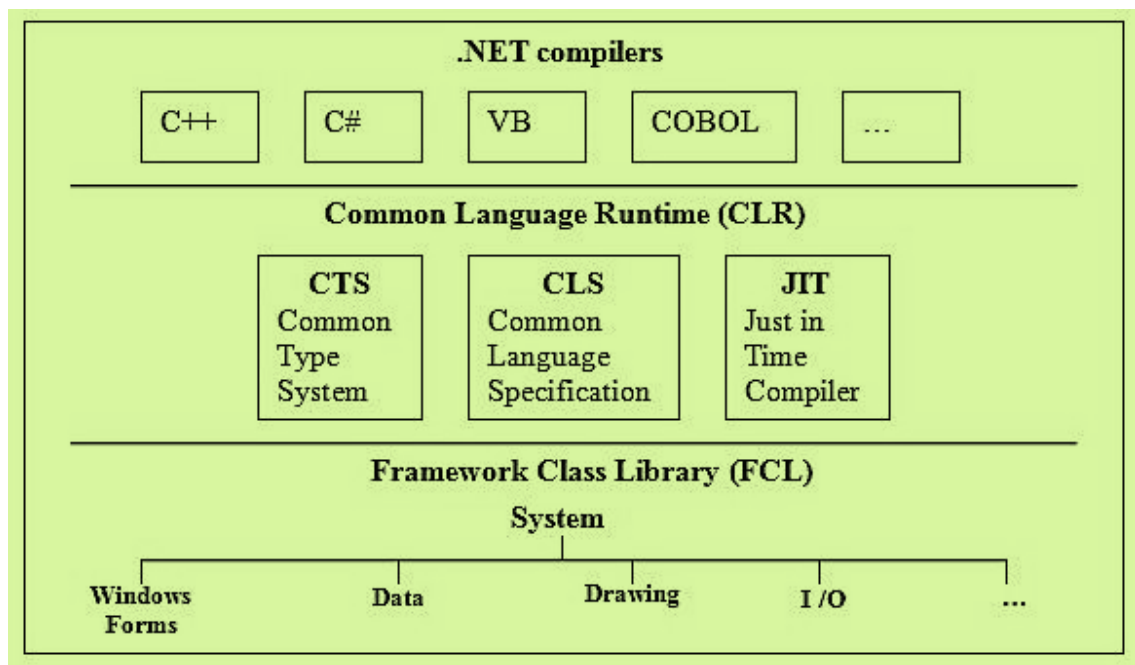 .NET compilers
C++ C# VB COBOL ...
Common Language Runtime (CLR)
CTS
Common
Type
System
CLS
Common
Language
Specification
JIT
Just in
Time
Compiler
Framework Class Library (FCL)
System
Windows
Forms
Data
Drawing
I /O
...